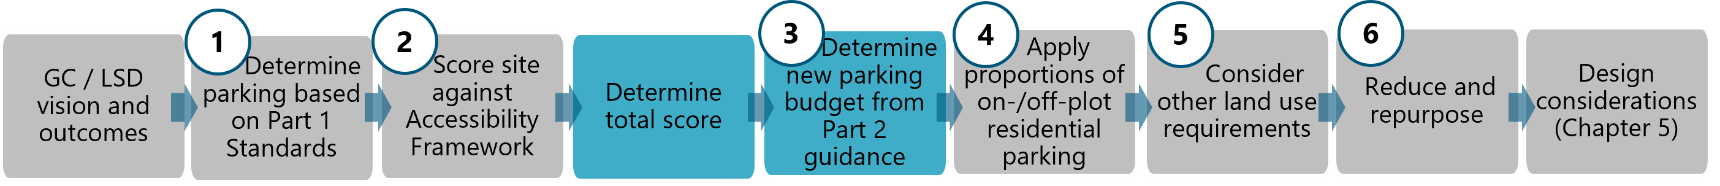 GC / LSD
vision and
outcomes
1
Determine
parking based
on Part 1
Standards
2
Score site
against
Accessibility
Framework
Determine
total score
3
Determine
new parking
budget from
Part 2
guidance
4
Apply
proportions of
on-/off-plot
residential
parking
5
Consider
other land use
requirements
6
Reduce and
repurpose
Design
considerations
(Chapter 5)